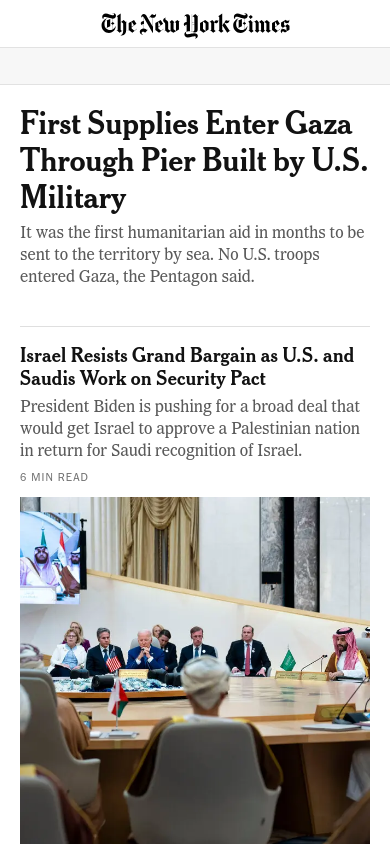 The New York Times
First Supplies Enter Gaza
Through Pier Built by U.S.
Military
It was the first humanitarian aid in months to be
sent to the territory by sea. No U.S. troops
entered Gaza, the Pentagon said.
Israel Resists Grand Bargain as U.S. and
Saudis Work on Security Pact
President Biden is pushing for a broad deal that
would get Israel to approve a Palestinian nation
in return for Saudi recognition of Israel.
6 MIN READ